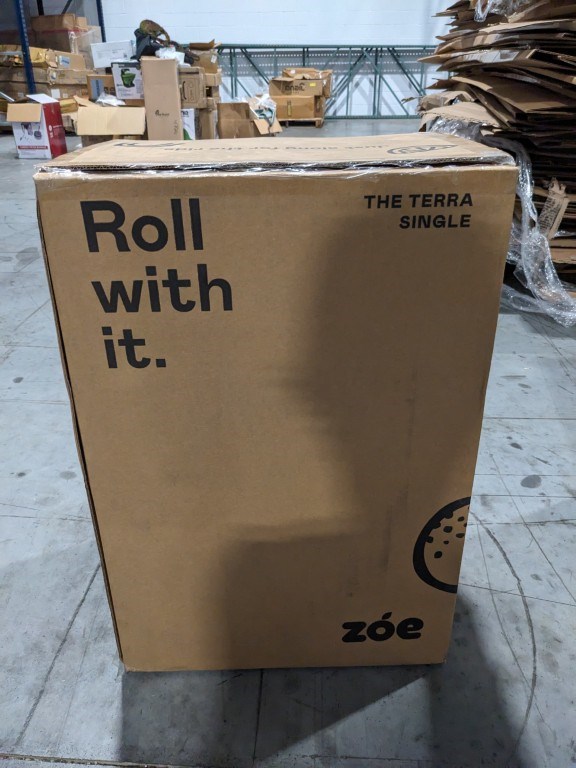 Roll
with
it.
THE TERRA
SINGLE
zóe